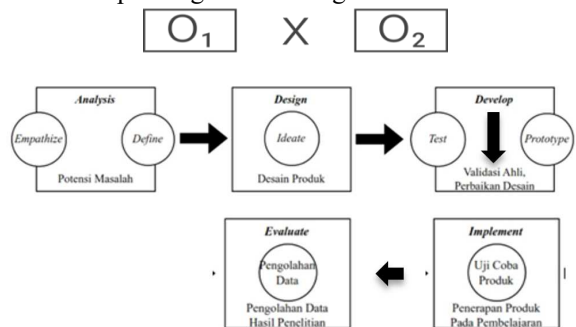 O₁ X O₂
Analysis
Empathize
Define
Potensi Masalah
Design
Ideate
Desain Produk
Develop
Test
Prototype
Validasi Ahli,
Perbaikan Desain
Evaluate
Pengolahan
Data
Pengolahan Data
Hasil Penelitian
Implement
Uji Coba
Produk
Penerapan Produk
Pada Pembelajaran